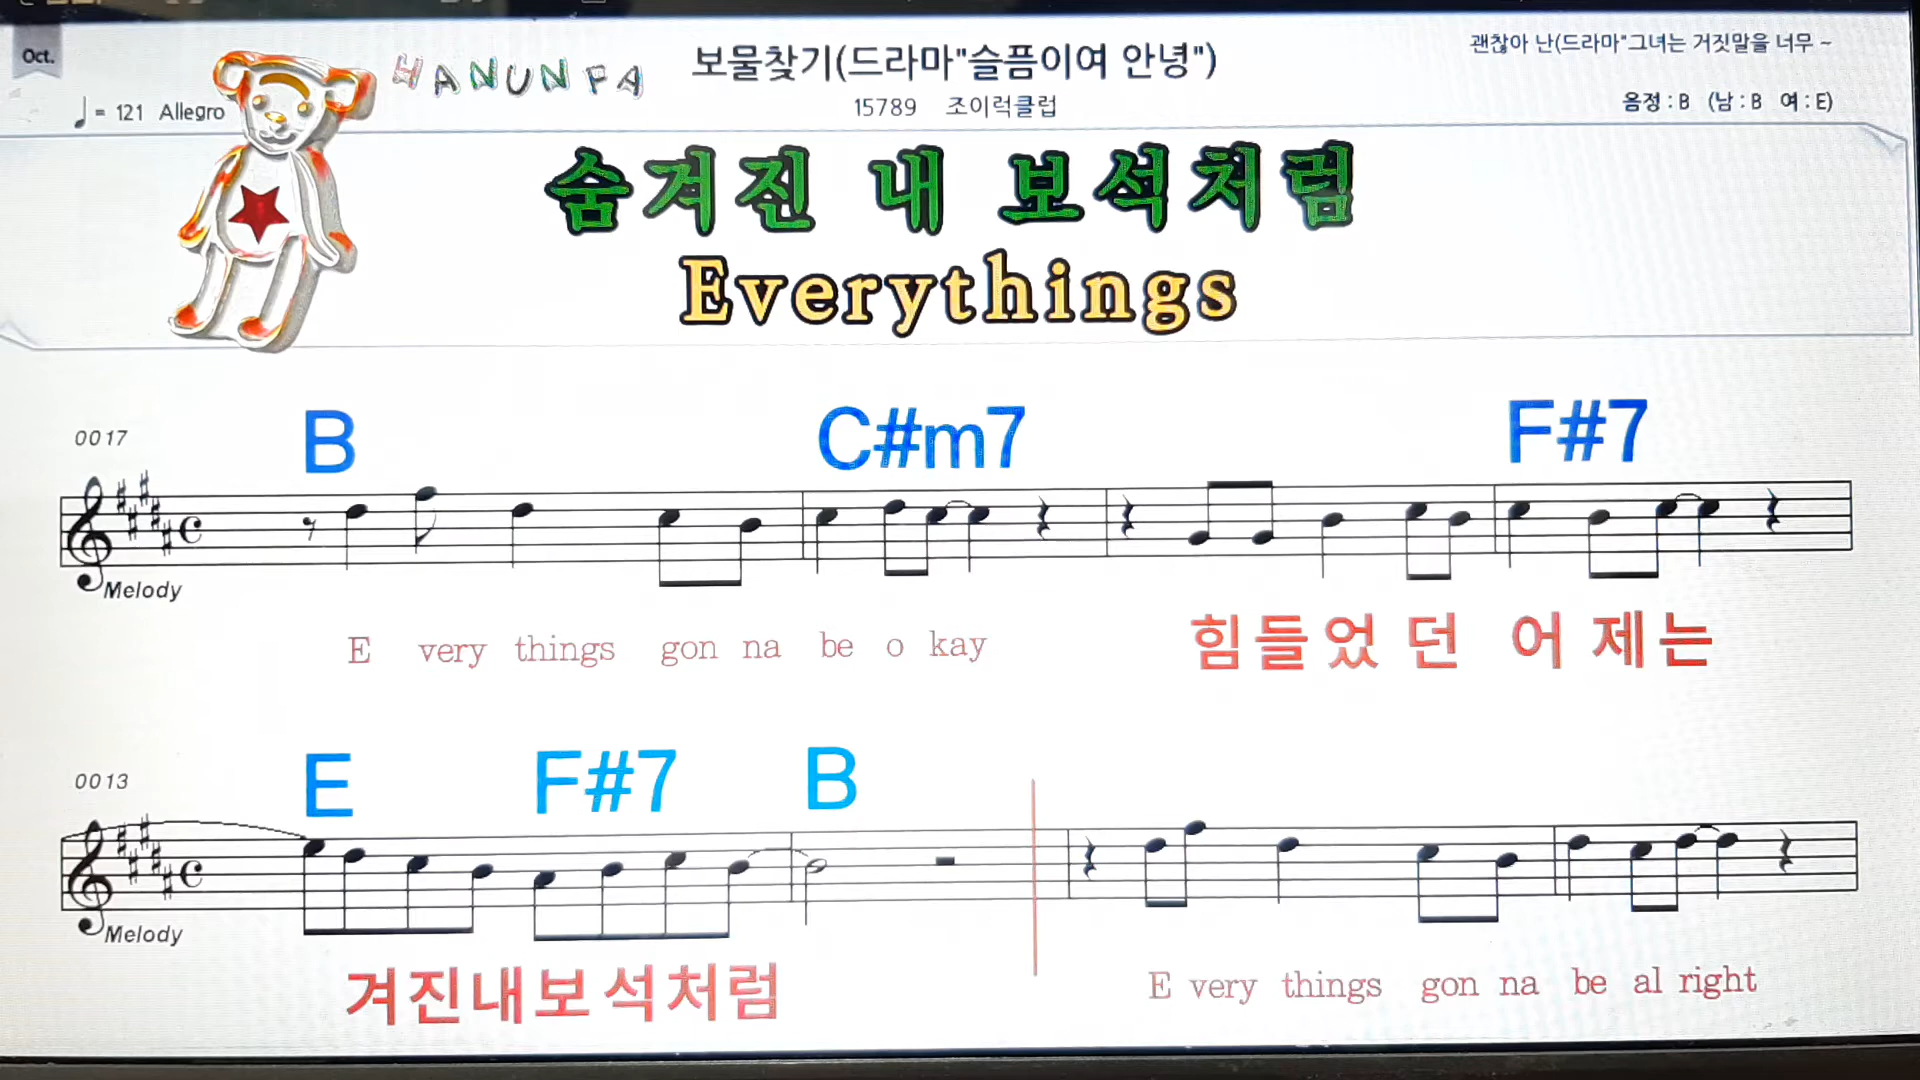 Oct.
HANUNPA
보물찾기(드라마"슬픔이여 안녕")
괜찮아 난(드라마"그녀는 거짓말을 너무 ~
= 121 Allegro
15789 조이럭클럽
음정 : B (남 : B 여 : E)
숨겨진 내 보석처럼
Everythings
0017
B C#m7 F#7
Melody
E very things gon na be o kay 힘들었던 어제는
0013
E F#7 B
Melody
겨진내보석처럼 E very things gon na be al right